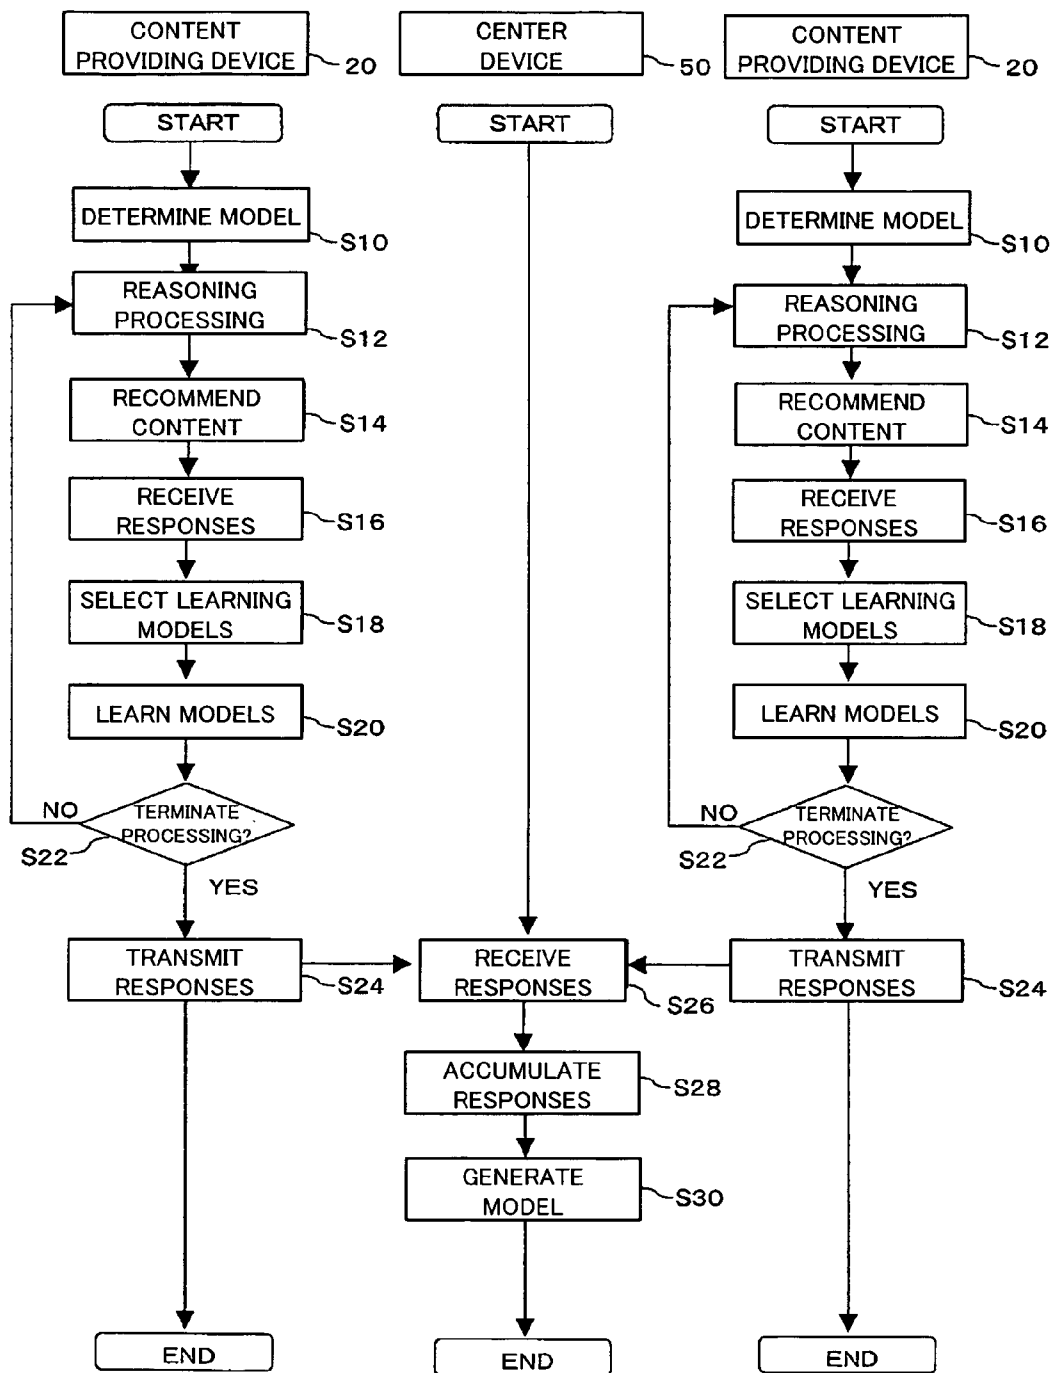 CONTENT
PROVIDING DEVICE
20
CENTER
DEVICE
50
CONTENT
PROVIDING DEVICE
20
START
START
START
DETERMINE MODEL
S10
REASONING
PROCESSING
S12
RECOMMEND
CONTENT
S14
RECEIVE
RESPONSES
S16
SELECT LEARNING
MODELS
S18
LEARN MODELS
S20
TERMINATE
PROCESSING?
NO
S22
YES
TRANSMIT
RESPONSES
S24
END
RECEIVE
RESPONSES
S26
ACCUMULATE
RESPONSES
S28
GENERATE
MODEL
S30
END
DETERMINE MODEL
S10
REASONING
PROCESSING
S12
RECOMMEND
CONTENT
S14
RECEIVE
RESPONSES
S16
SELECT LEARNING
MODELS
S18
LEARN MODELS
S20
TERMINATE
PROCESSING?
NO
S22
YES
TRANSMIT
RESPONSES
S24
END